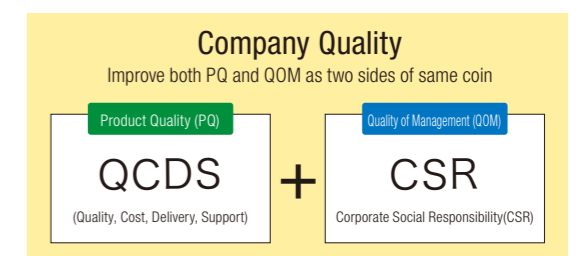 Company Quality
Improve both PQ and QOM as two sides of same coin
Product Quality (PQ)
QCDS
(Quality, Cost, Delivery, Support)
+
Quality of Management (QOM)
CSR
Corporate Social Responsibility(CSR)